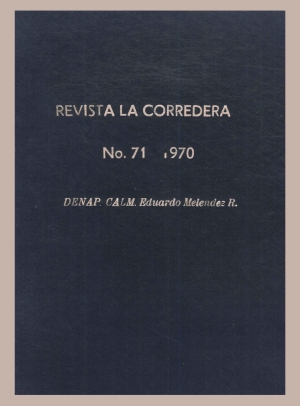 REVISTA LA CORREDERA
No. 71 1970
DENAP. CALM. Eduardo Melendez R.